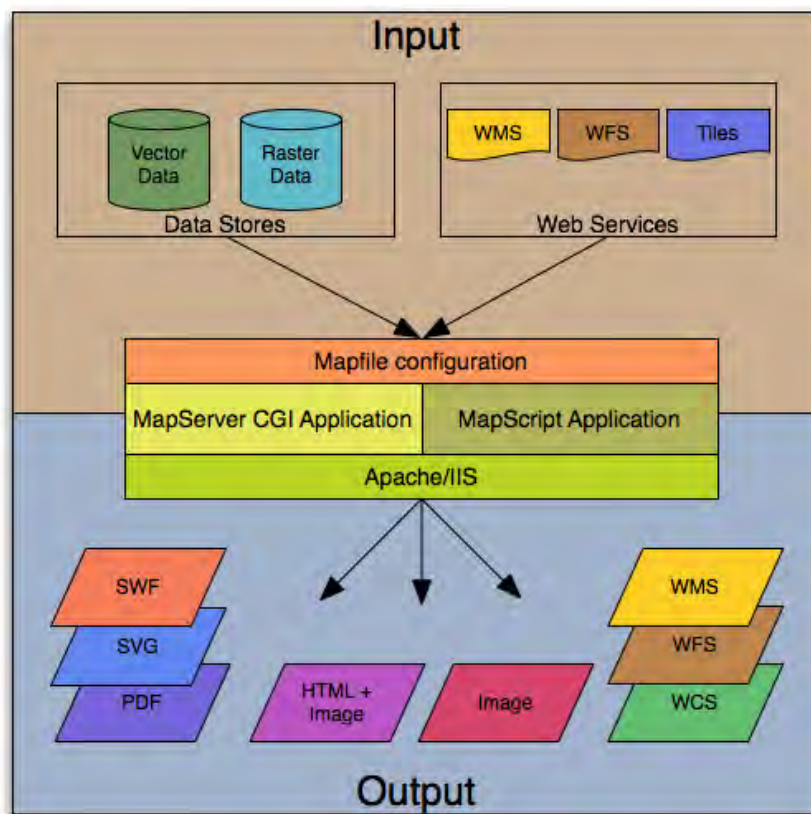 Input
Vector
Data
Raster
Data
Data Stores
WMS
WFS
Tiles
Web Services
Mapfile configuration
MapServer CGI Application
MapScript Application
Apache/IIS
SWF
SVG
PDF
HTML +
Image
Image
WMS
WFS
WCS
Output